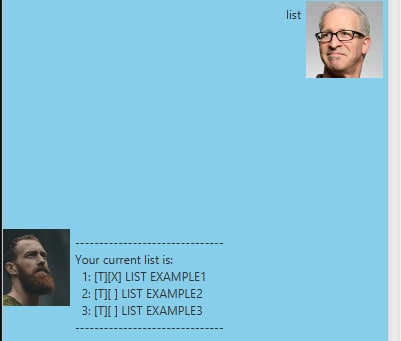 list
------------------------------
Your current list is:
1: [T][X] LIST EXAMPLE1
2: [T][ ] LIST EXAMPLE2
3: [T][ ] LIST EXAMPLE3
------------------------------